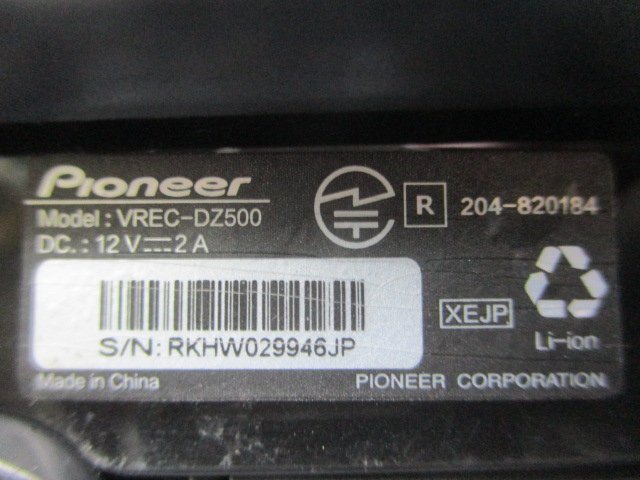 Pioneer
Model : VREC-DZ500
DC. : 12 V⎓2 A
R 204-820184
S/N: RKHW029946JP
XEJP
Li-ion
Made in China
PIONEER CORPORATION